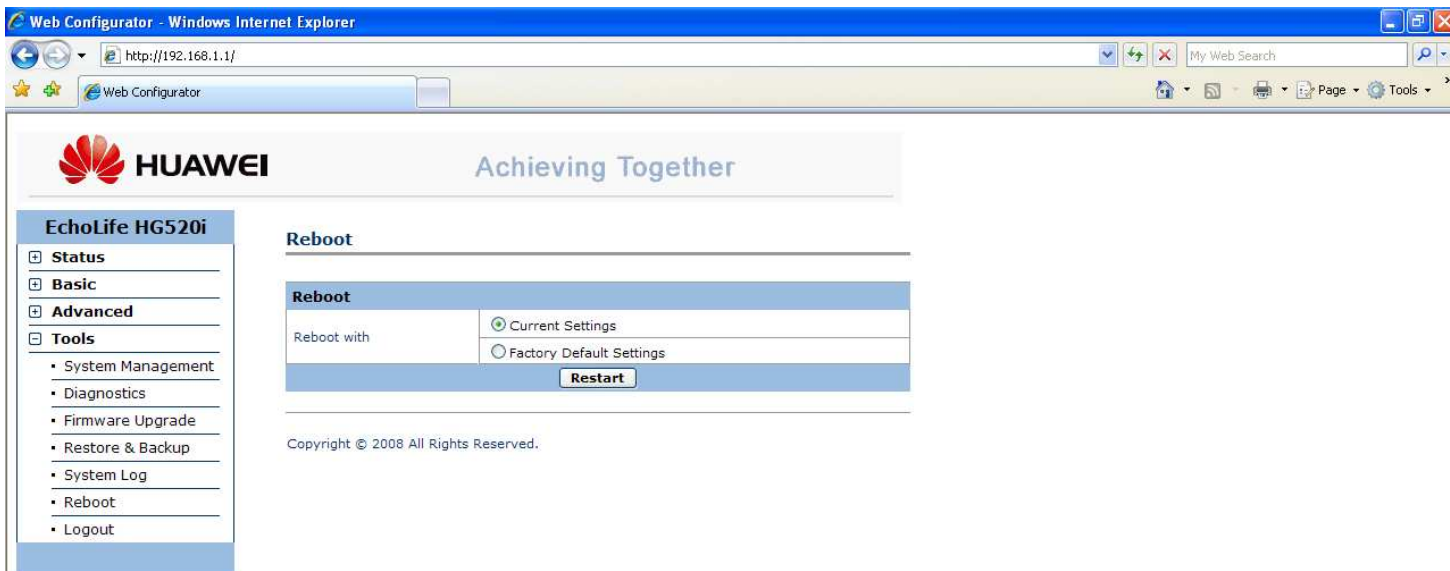 Web Configurator - Windows Internet Explorer
http://192.168.1.1/
My Web Search
Web Configurator
Page
Tools
HUAWEI
Achieving Together
EchoLife HG520i
Status
Basic
Advanced
Tools
System Management
Diagnostics
Firmware Upgrade
Restore & Backup
System Log
Reboot
Logout
Reboot
Reboot
Reboot with
Current Settings
Factory Default Settings
Restart
Copyright © 2008 All Rights Reserved.